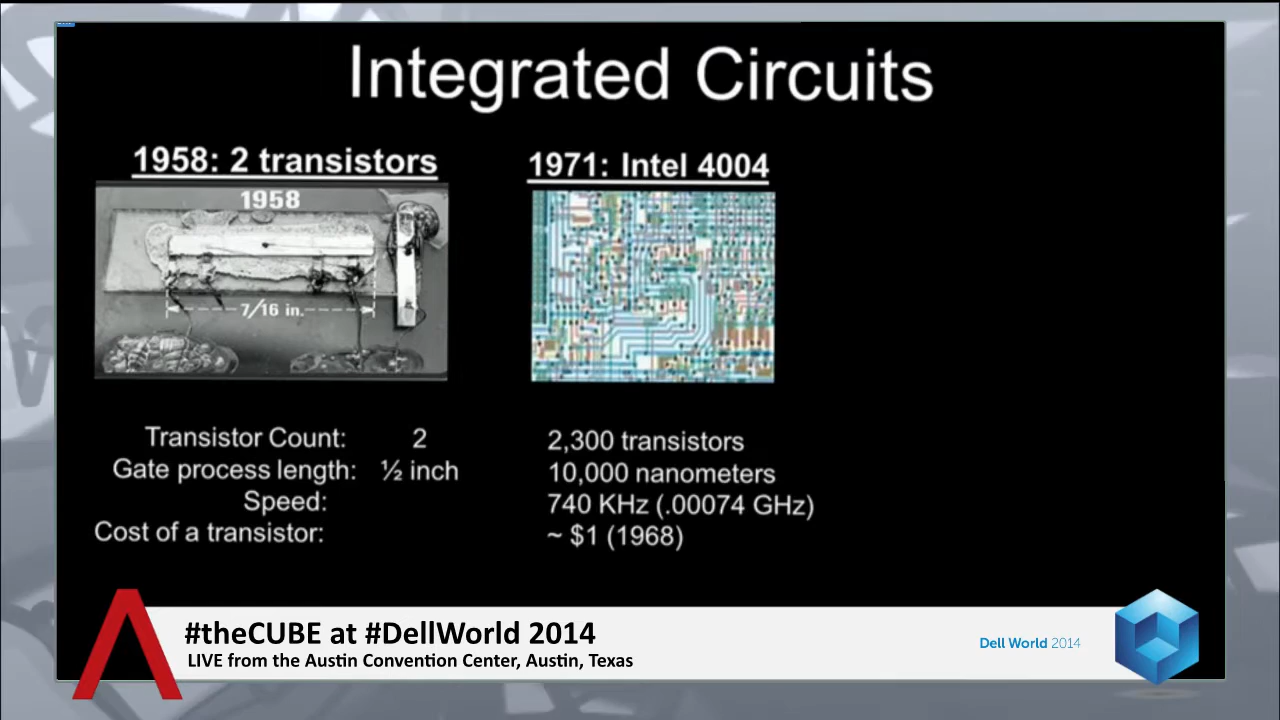 Integrated Circuits
1958: 2 transistors
1958
7/16 in.
Transistor Count: 2
Gate process length: ½ inch
Speed:
Cost of a transistor:
1971: Intel 4004
2,300 transistors
10,000 nanometers
740 KHz (.00074 GHz)
~ $1 (1968)
#theCUBE at #DellWorld 2014
LIVE from the Austin Convention Center, Austin, Texas
Dell World 2014